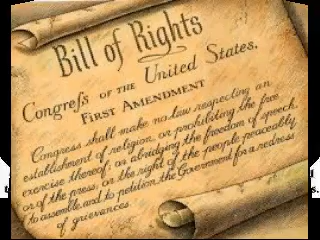 Bill of Rights
Congreſs OF THE United States.
FIRST AMENDMENT
Congress shall make no law respecting an
establishment of religion, or prohibiting the free
exercise thereof; or abridging the freedom of speech,
or of the press; or the right of the people peaceably
to assemble, and to petition the Government for a redress
of grievances.